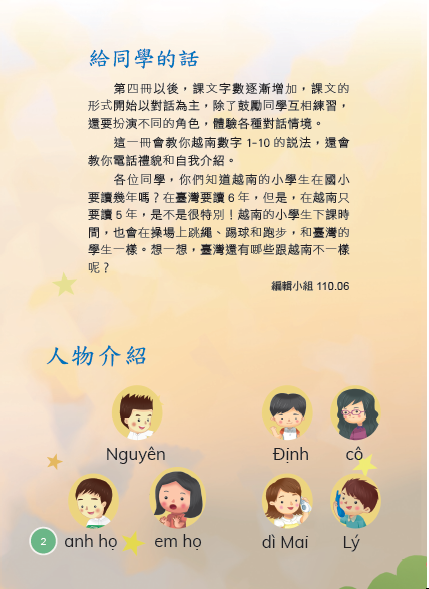 給同學的話
第四冊以後，課文字數逐漸增加，課文的
形式開始以對話為主，除了鼓勵同學互相練習，
還要扮演不同的角色，體驗各種對話情境。
這一冊會教你越南數字 1-10 的說法，還會
教你電話禮貌和自我介紹。
各位同學，你們知道越南的小學生在國小
要讀幾年嗎？在臺灣要讀 6 年，但是，在越南只
要讀 5 年，是不是很特別！越南的小學生下課時
間，也會在操場上跳繩、踢球和跑步，和臺灣的
學生一樣。想一想，臺灣還有哪些跟越南不一樣
呢？
編輯小組 110.06
人物介紹
Nguyên
Định
cô
anh họ
em họ
dì Mai
Lý
2